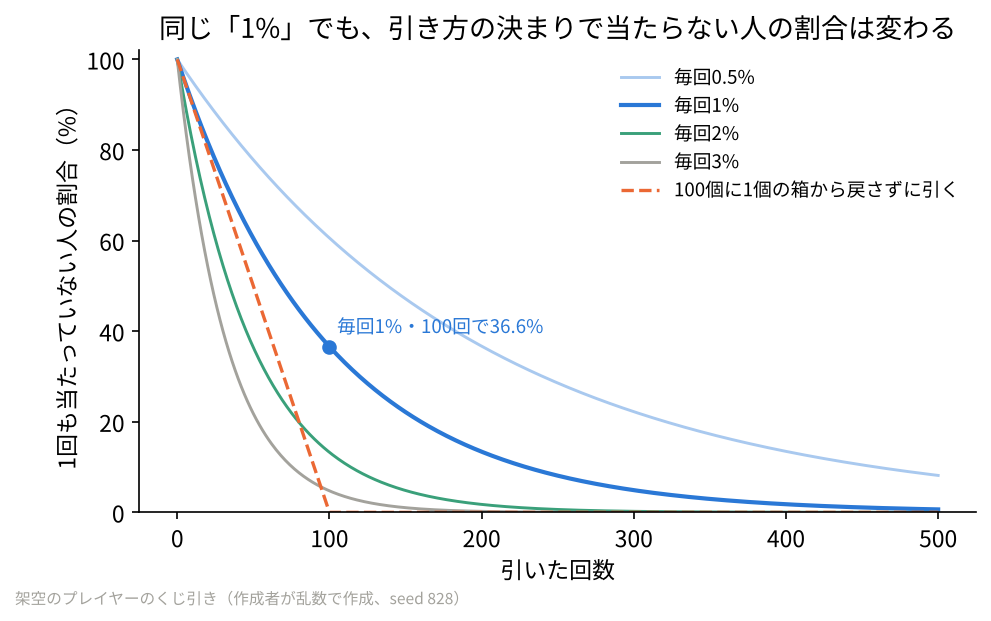 同じ「1%」でも、引き方の決まりで当たらない人の割合は変わる
1回も当たっていない人の割合（%）
100
80
60
40
20
0
毎回0.5%
毎回1%
毎回2%
毎回3%
100個に1個の箱から戻さずに引く
毎回1%・100回で36.6%
0
100
200
300
400
500
引いた回数
架空のプレイヤーのくじ引き（作成者が乱数で作成、seed 828）